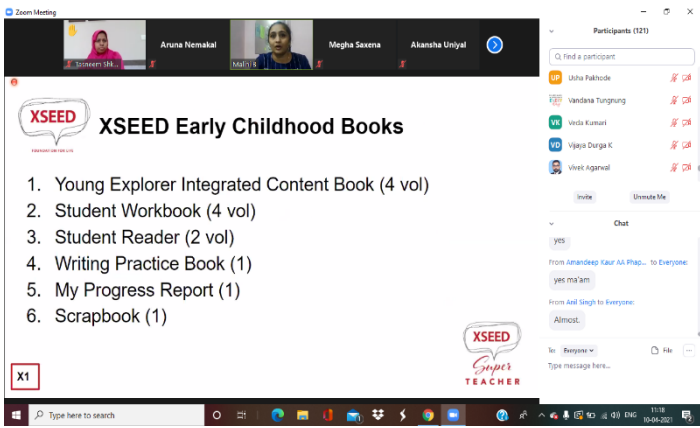 Zoom Meeting
Tasneem Shk...
Aruna Nemakal
Malini B
Megha Saxena
Akansha Uniyal
XSEED
XSEED Early Childhood Books
1. Young Explorer Integrated Content Book (4 vol)
2. Student Workbook (4 vol)
3. Student Reader (2 vol)
4. Writing Practice Book (1)
5. My Progress Report (1)
6. Scrapbook (1)
X1
XSEED
Super
TEACHER
Participants (121)
Find a participant
UP Usha Pakhode
Vandana Tungnung
VK Virda Kumari
VD Vijaya Durga K
Vivek Agarwal
Invite
Unmute Me
Chat
yes
From Amandeep Kaur AA Phap... to Everyone:
yes ma'am
From Anil Singh to Everyone:
Almost.
To: Everyone
File
Type message here...
Type here to search
ENG
11:18
10-04-2021